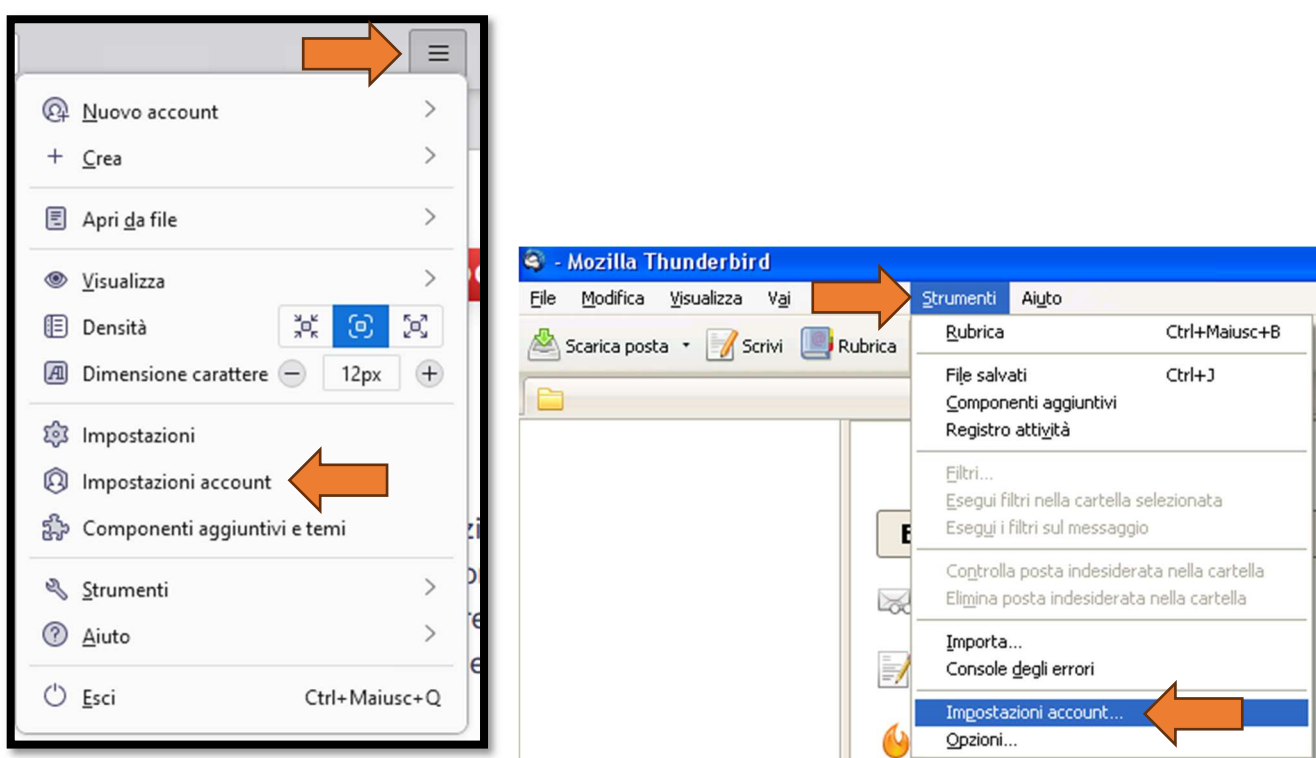 Nuovo account
Crea
Apri da file
Visualizza
Densità
Dimensione carattere 12px
Impostazioni
Impostazioni account
Componenti aggiuntivi e temi
Strumenti
Aiuto
Esci Ctrl+Maiusc+Q
- Mozilla Thunderbird
File Modifica Visualizza Vai Strumenti Aiuto
Scarica posta Scrivi Rubrica
Rubrica Ctrl+Maiusc+B
File salvati Ctrl+J
Componenti aggiuntivi
Registro attività
Filtri...
Esegui filtri nella cartella selezionata
Esegui i filtri sul messaggio
Controlla posta indesiderata nella cartella
Elimina posta indesiderata nella cartella
Importa...
Console degli errori
Impostazioni account...
Opzioni...